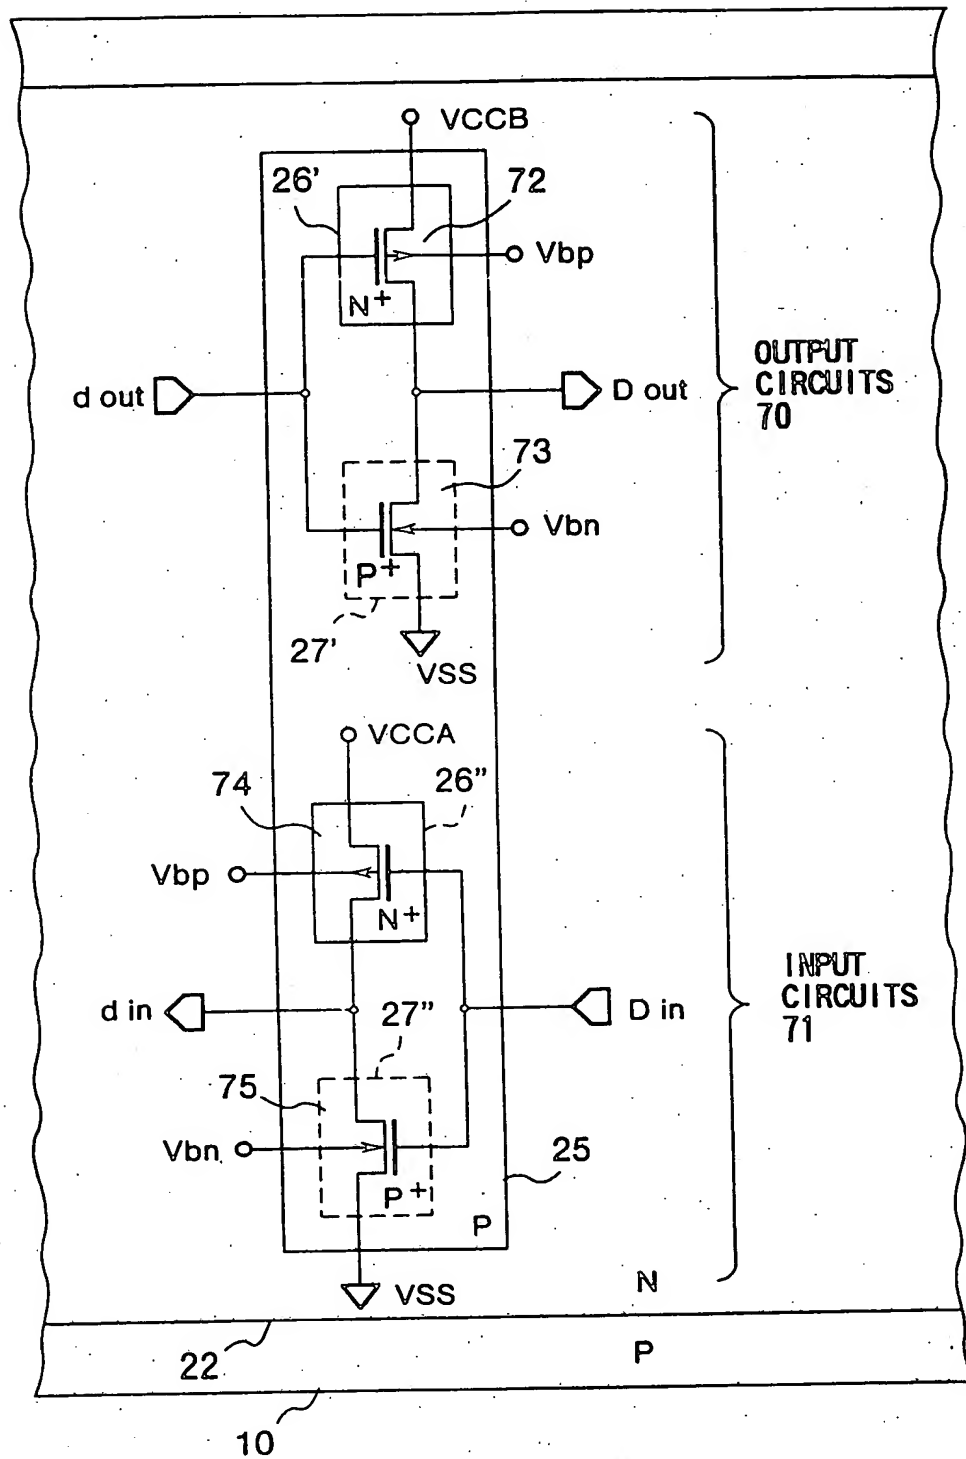 VCCB
26'
72
Vbp
N+
d out
D out
OUTPUT
CIRCUITS
70
73
Vbn
P+
27'
VSS
VCCA
74
26”
Vbp
N+
d in
27”
D in
INPUT
CIRCUITS
71
75
Vbn
P+
25
P
VSS
N
22
P
10